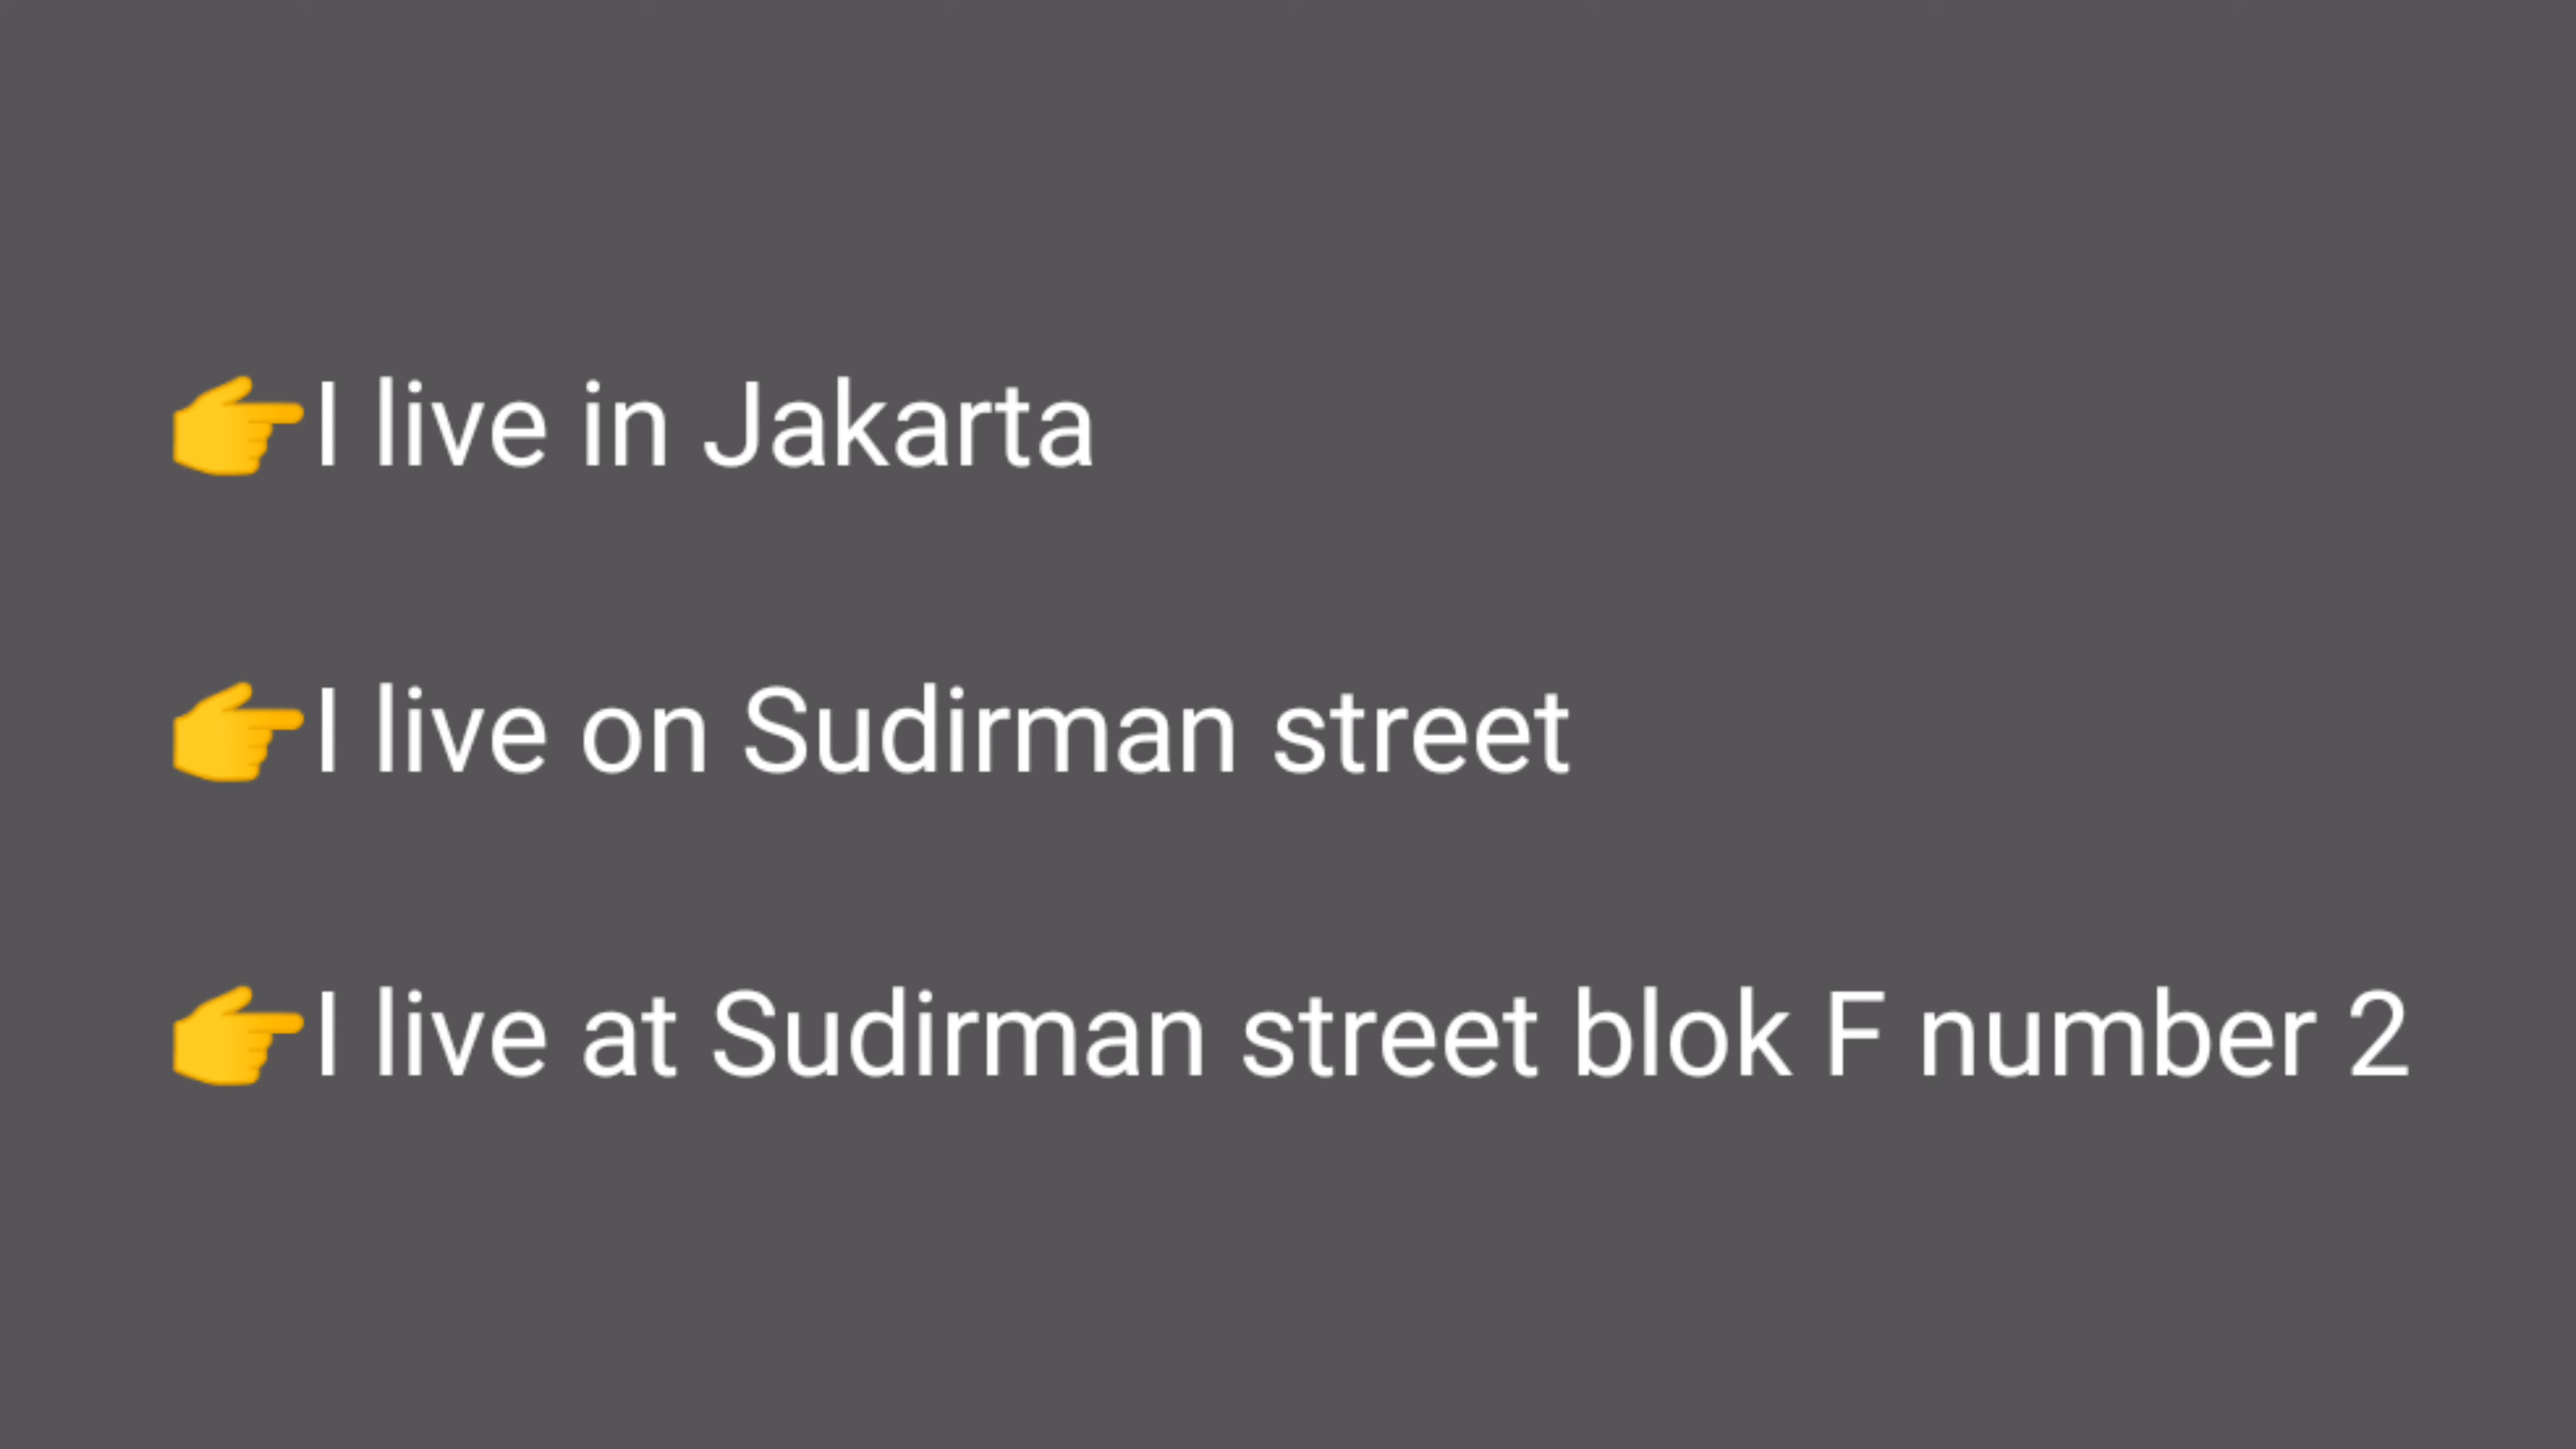 👉I live in Jakarta
👉I live on Sudirman street
👉I live at Sudirman street blok F number 2